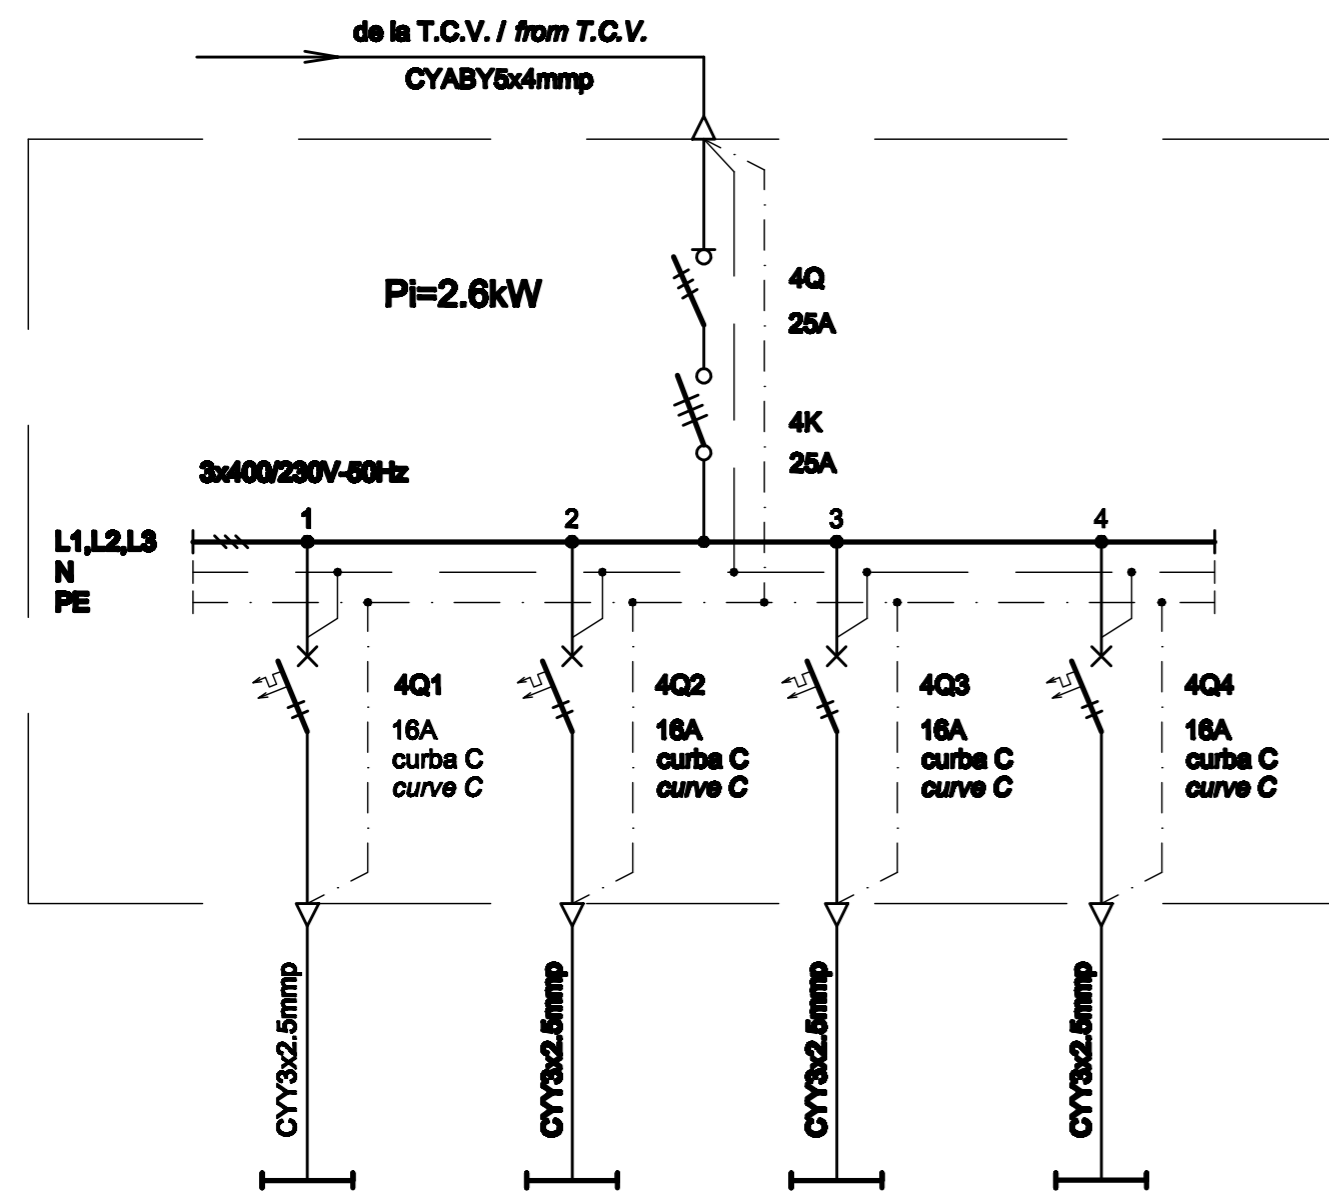 de la T.C.V. / from T.C.V.
CYABY5x4mmp
Pi=2.6kW
4Q
25A
4K
25A
3x400/230V-50Hz
1 2 3 4
L1,L2,L3
N
PE
4Q1
16A
curba C
curve C
4Q2
16A
curba C
curve C
4Q3
16A
curba C
curve C
4Q4
16A
curba C
curve C
CYY3x2.5mmp
CYY3x2.5mmp
CYY3x2.5mmp
CYY3x2.5mmp